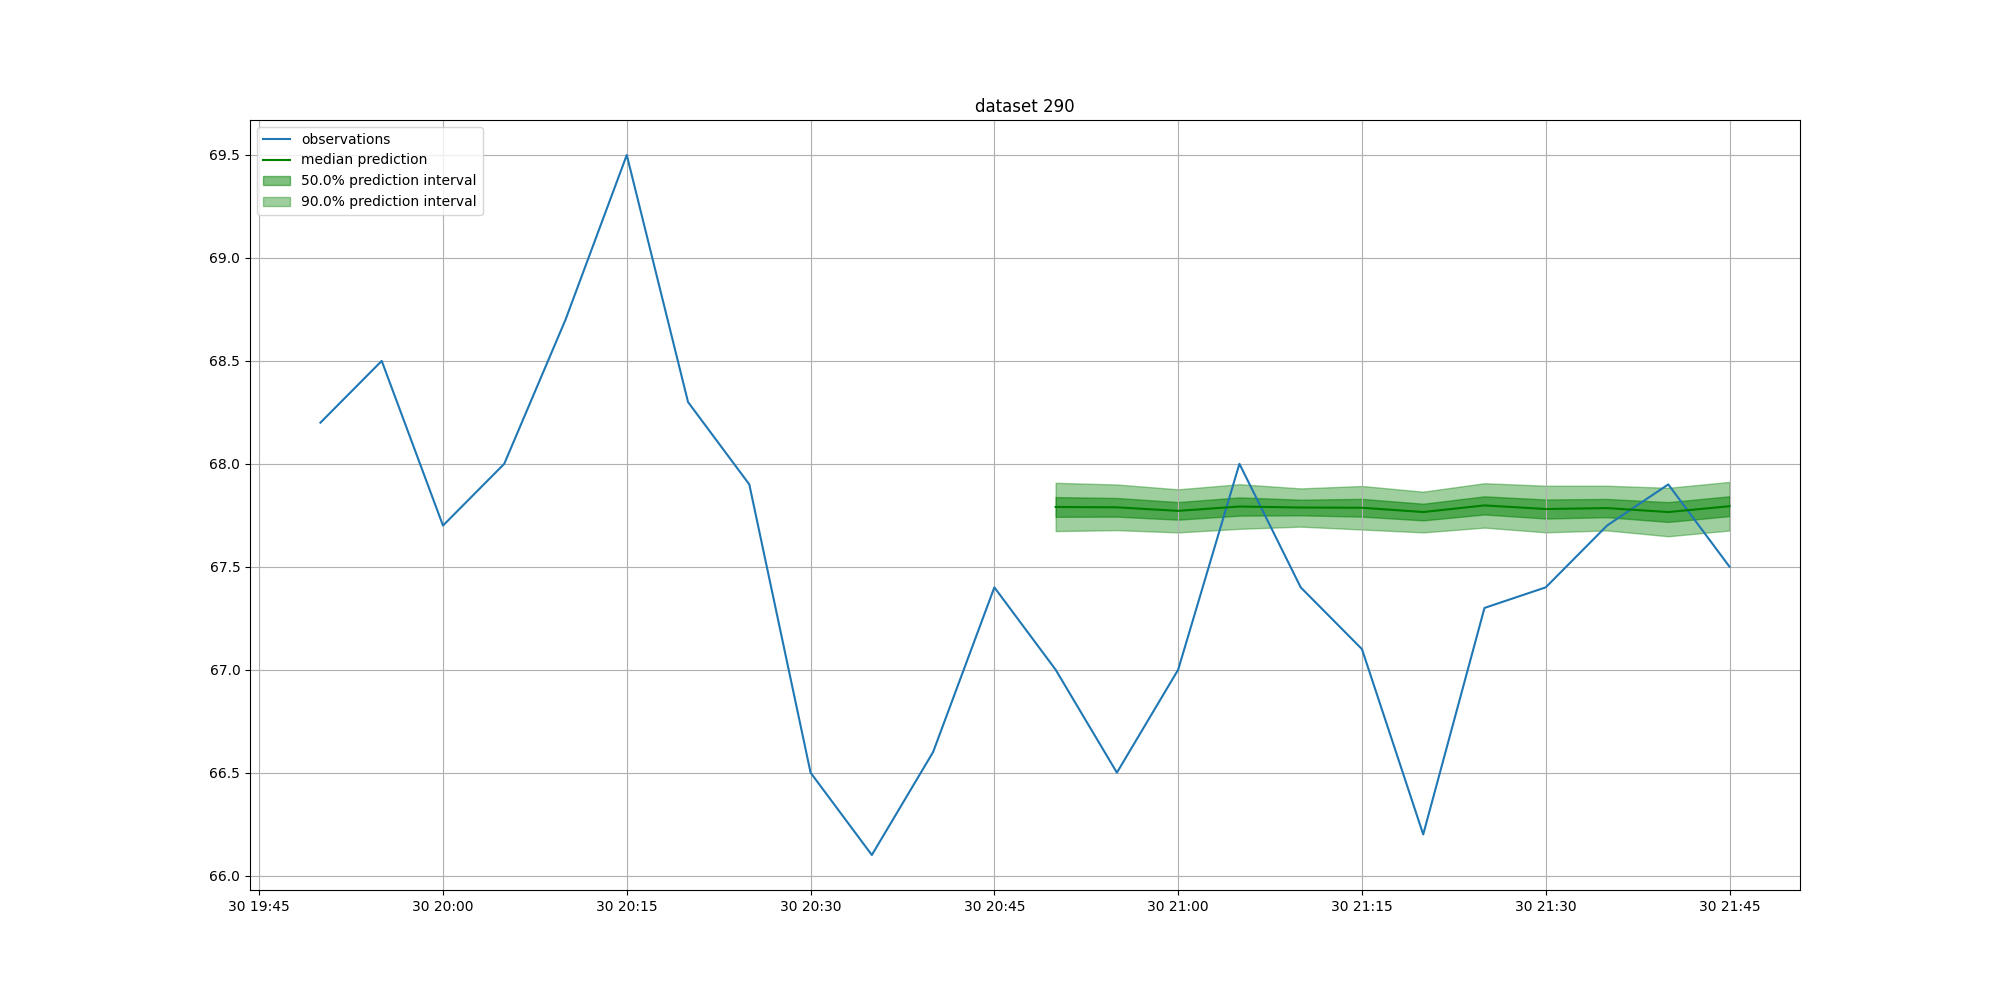 dataset 290
observations
median prediction
50.0% prediction interval
90.0% prediction interval
69.5
69.0
68.5
68.0
67.5
67.0
66.5
66.0
30 19:45 30 20:00 30 20:15 30 20:30 30 20:45 30 21:00 30 21:15 30 21:30 30 21:45